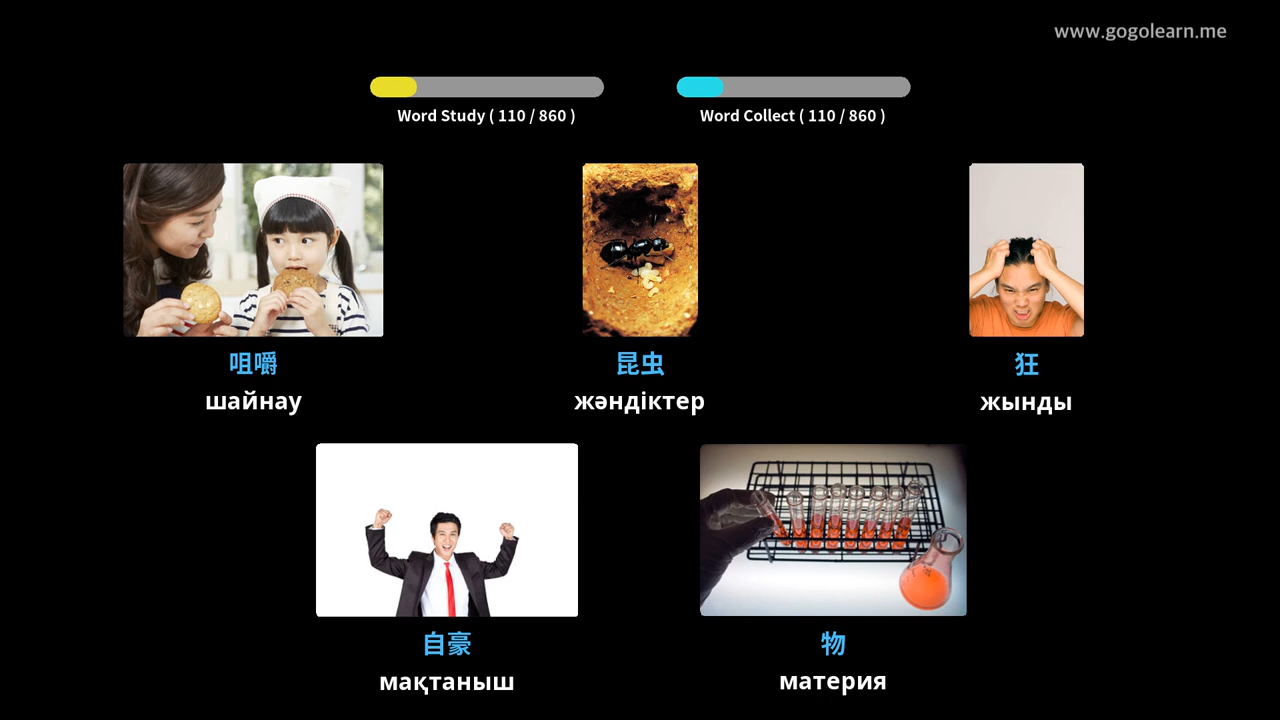 www.gogolearn.me
Word Study ( 110 / 860 )
Word Collect ( 110 / 860 )
咀嚼
шайнау
昆虫
жәндіктер
狂
жынды
自豪
мақтаныш
物
материя